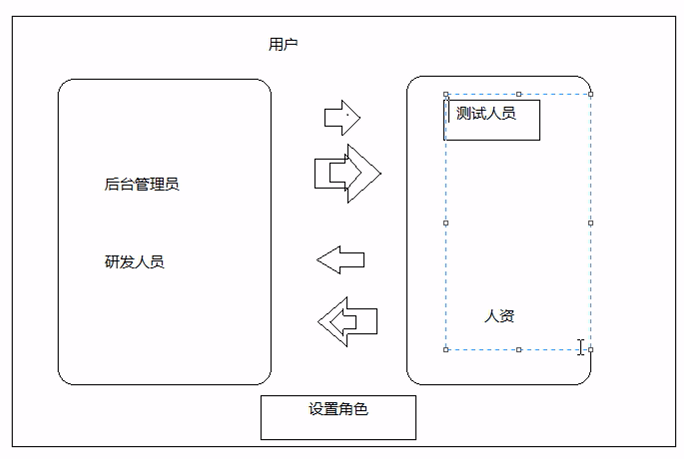 用户
测试人员
后台管理员
研发人员
人资
设置角色